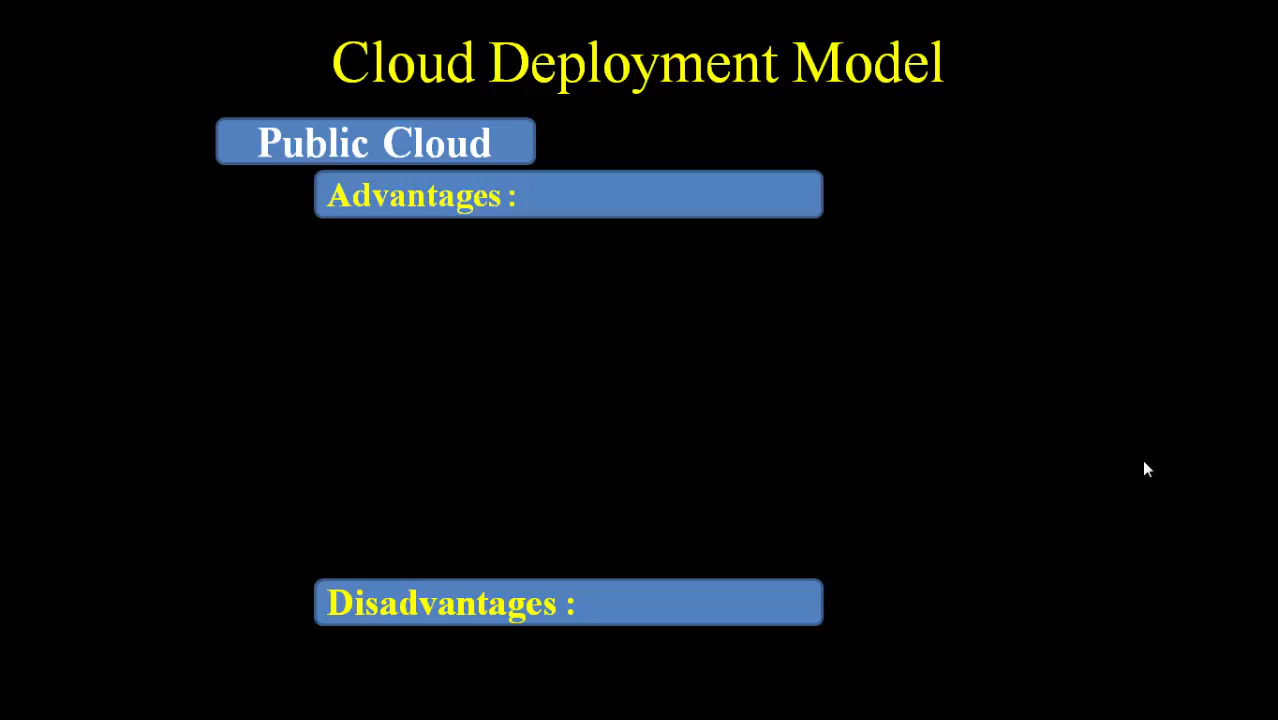 Cloud Deployment Model
Public Cloud
Advantages :
Disadvantages :